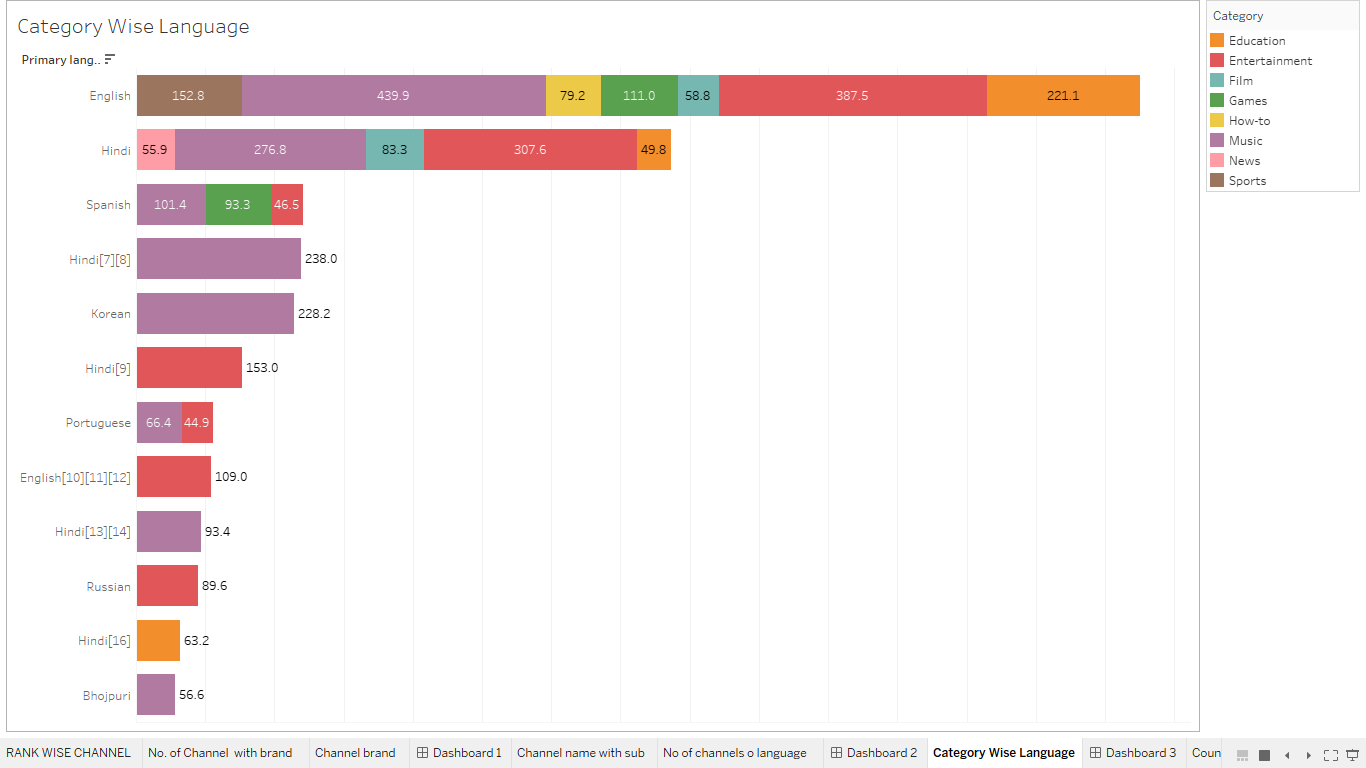 Category Wise Language
Primary lang..
English 152.8 439.9 79.2 111.0 58.8 387.5 221.1
Hindi 55.9 276.8 83.3 307.6 49.8
Spanish 101.4 93.3 46.5
Hindi[7][8] 238.0
Korean 228.2
Hindi[9] 153.0
Portuguese 66.4 44.9
English[10][11][12] 109.0
Hindi[13][14] 93.4
Russian 89.6
Hindi[16] 63.2
Bhojpuri 56.6
Category
Education
Entertainment
Film
Games
How-to
Music
News
Sports
RANK WISE CHANNEL No. of Channel with brand Channel brand Dashboard 1 Channel name with sub No of channels o language Dashboard 2 Category Wise Language Dashboard 3 Coun